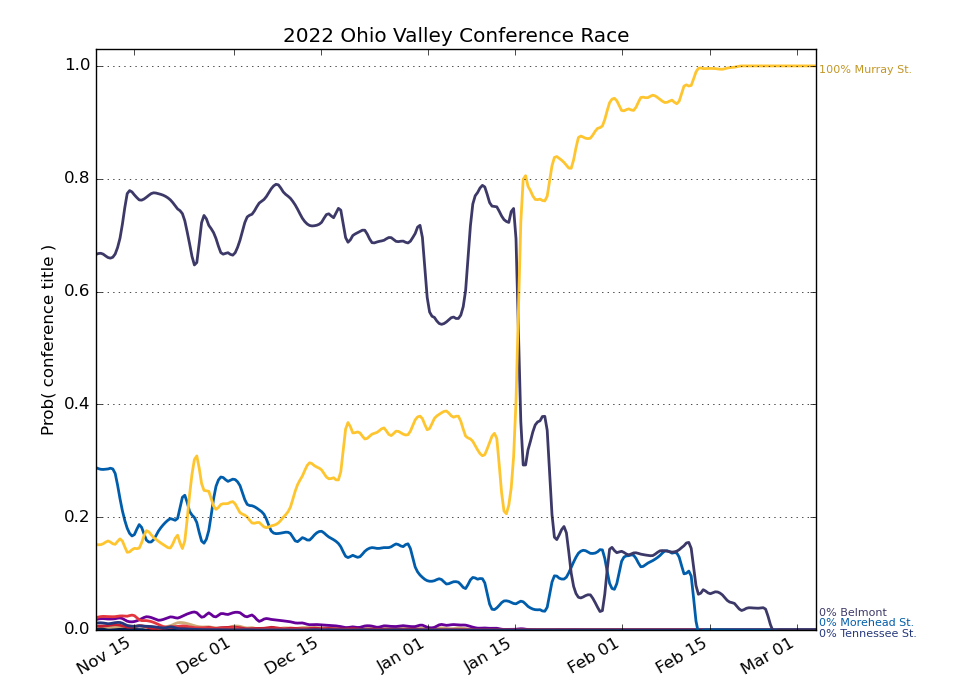 2022 Ohio Valley Conference Race
Prob( conference title )
1.0
0.8
0.6
0.4
0.2
0.0
Nov 15
Dec 01
Dec 15
Jan 01
Jan 15
Feb 01
Feb 15
Mar 01
100% Murray St.
0% Belmont
0% Morehead St.
0% Tennessee St.